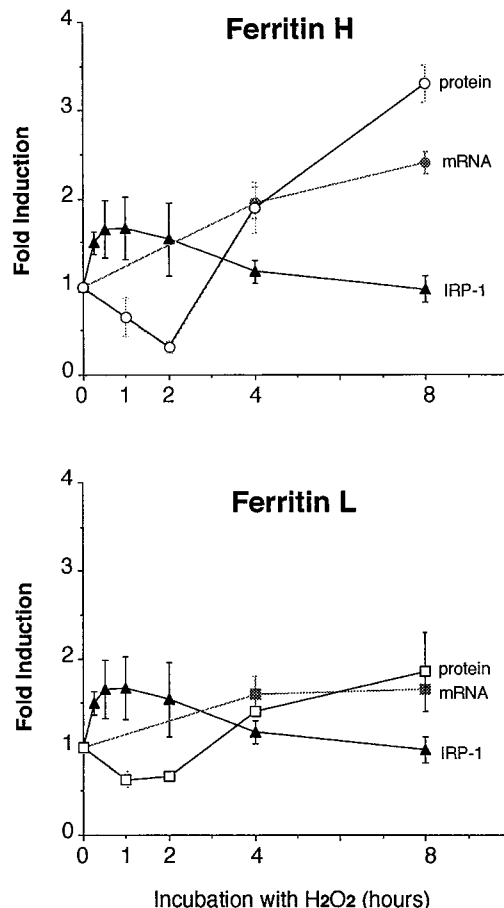 Ferritin H
Fold Induction
4
3
2
1
0
protein
mRNA
IRP-1
0 1 2 4 8
Ferritin L
Fold Induction
4
3
2
1
0
protein
mRNA
IRP-1
0 1 2 4 8
Incubation with H2O2 (hours)